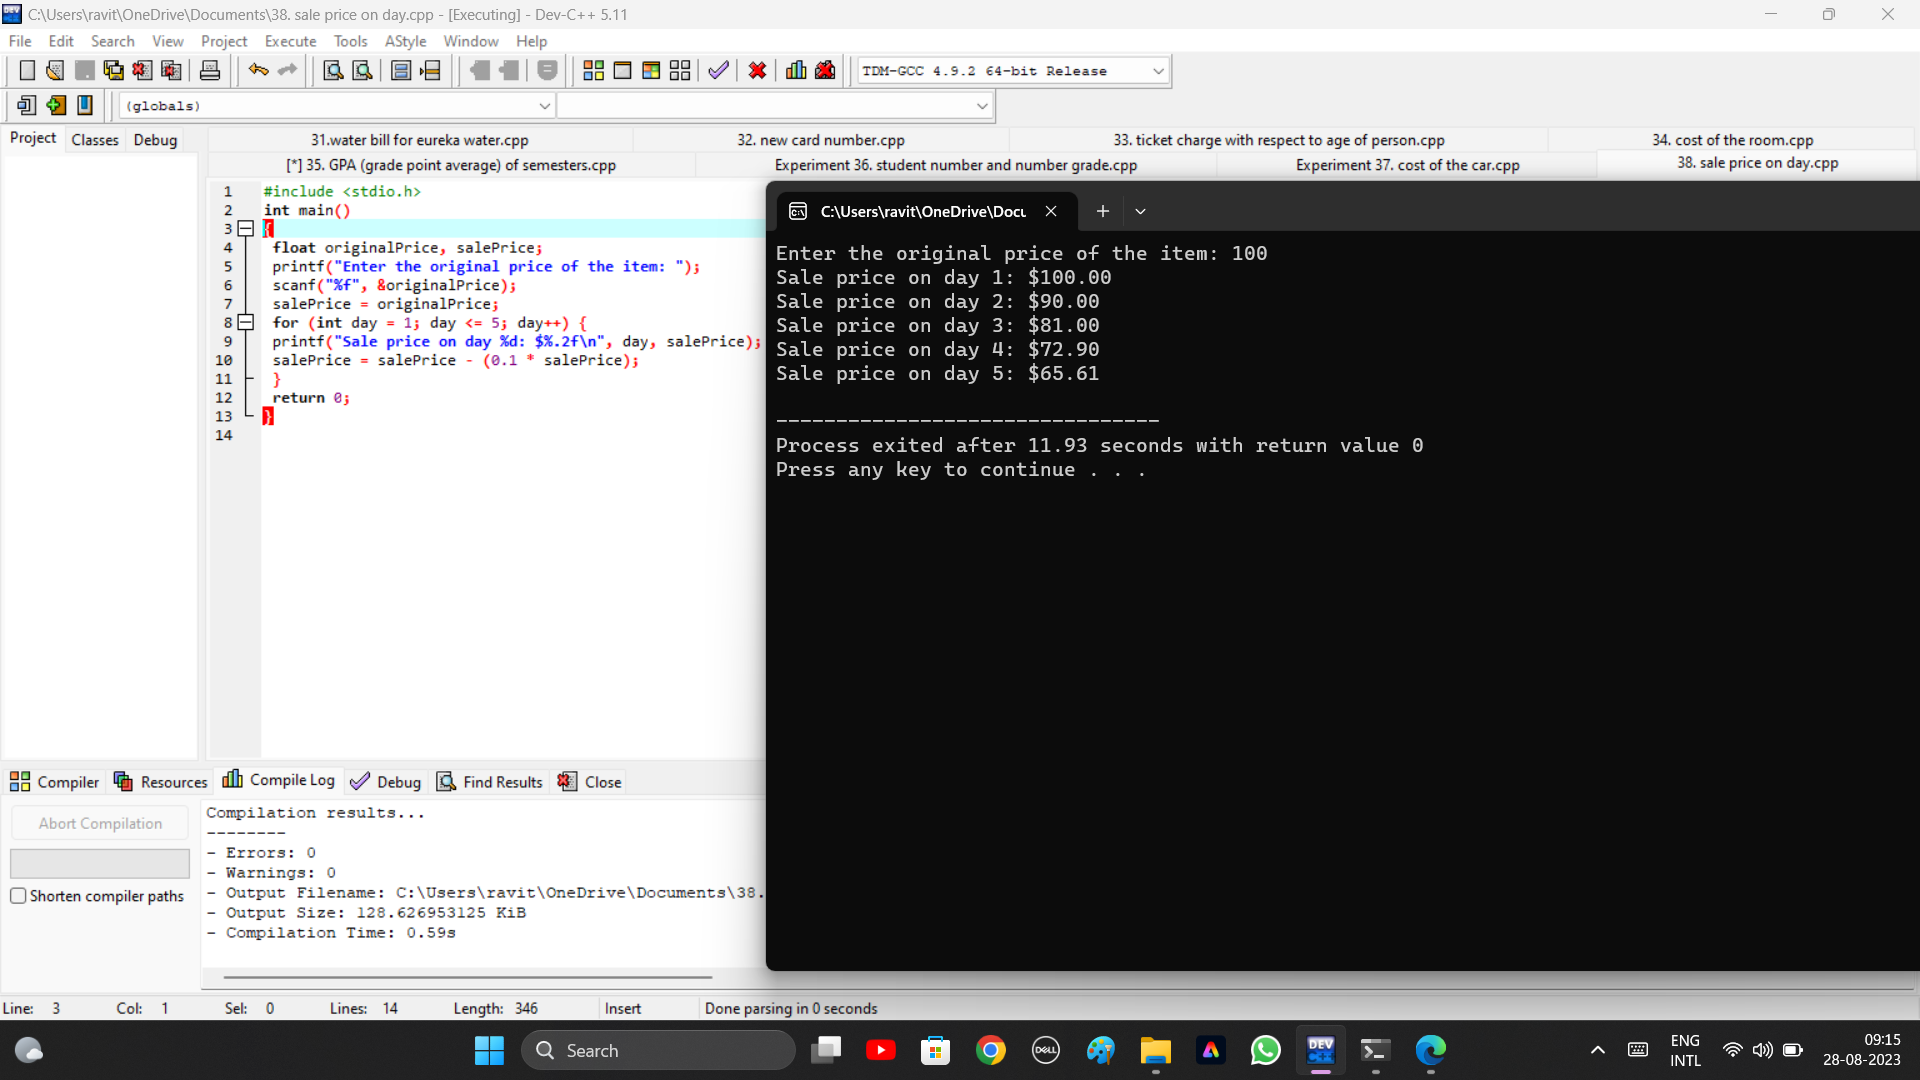 C:\Users\ravit\OneDrive\Documents\38. sale price on day.cpp - [Executing] - Dev-C++ 5.11
File Edit Search View Project Execute Tools AStyle Window Help
TDM-GCC 4.9.2 64-bit Release
(globals)
Project Classes Debug
31.water bill for eureka water.cpp 32. new card number.cpp 33. ticket charge with respect to age of person.cpp 34. cost of the room.cpp
[*] 35. GPA (grade point average) of semesters.cpp Experiment 36. student number and number grade.cpp Experiment 37. cost of the car.cpp 38. sale price on day.cpp
1 #include <stdio.h>
2 int main()
3 {
4 float originalPrice, salePrice;
5 printf("Enter the original price of the item: ");
6 scanf("%f", &originalPrice);
7 salePrice = originalPrice;
8 for (int day = 1; day <= 5; day++) {
9 printf("Sale price on day %d: $%.2f\n", day, salePrice);
10 salePrice = salePrice - (0.1 * salePrice);
11 }
12 return 0;
13 }
14
C:\Users\ravit\OneDrive\Docu
Enter the original price of the item: 100
Sale price on day 1: $100.00
Sale price on day 2: $90.00
Sale price on day 3: $81.00
Sale price on day 4: $72.90
Sale price on day 5: $65.61
--------------------------------
Process exited after 11.93 seconds with return value 0
Press any key to continue . . .
Compiler Resources Compile Log Debug Find Results Close
Abort Compilation
Shorten compiler paths
Compilation results...
--------
- Errors: 0
- Warnings: 0
- Output Filename: C:\Users\ravit\OneDrive\Documents\38.
- Output Size: 128.626953125 KiB
- Compilation Time: 0.59s
Line: 3 Col: 1 Sel: 0 Lines: 14 Length: 346 Insert Done parsing in 0 seconds
Search
DELL
DEV
ENG
INTL
09:15
28-08-2023